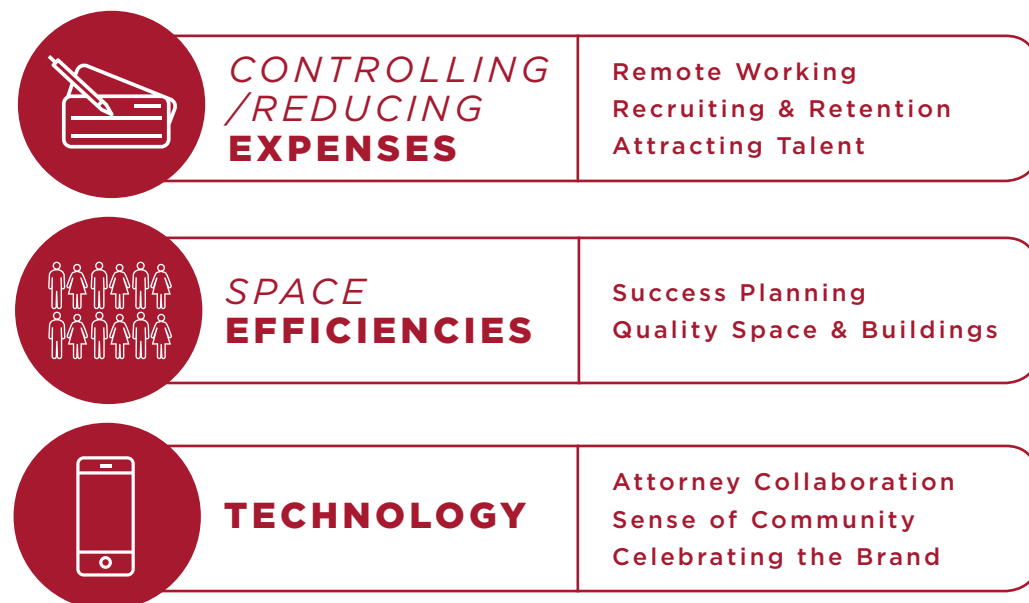 CONTROLLING
/REDUCING
EXPENSES
Remote Working
Recruiting & Retention
Attracting Talent
SPACE
EFFICIENCIES
Success Planning
Quality Space & Buildings
TECHNOLOGY
Attorney Collaboration
Sense of Community
Celebrating the Brand